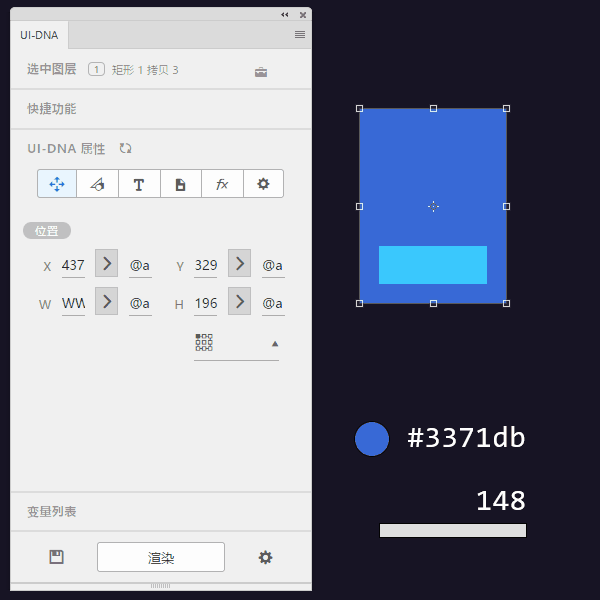 UI-DNA
选中图层 1 矩形 1 拷贝 3
快捷功能
UI-DNA 属性
T fx
位置
X 437 @a Y 329 @a
W WW @a H 196 @a
变量列表
渲染
#3371db
148